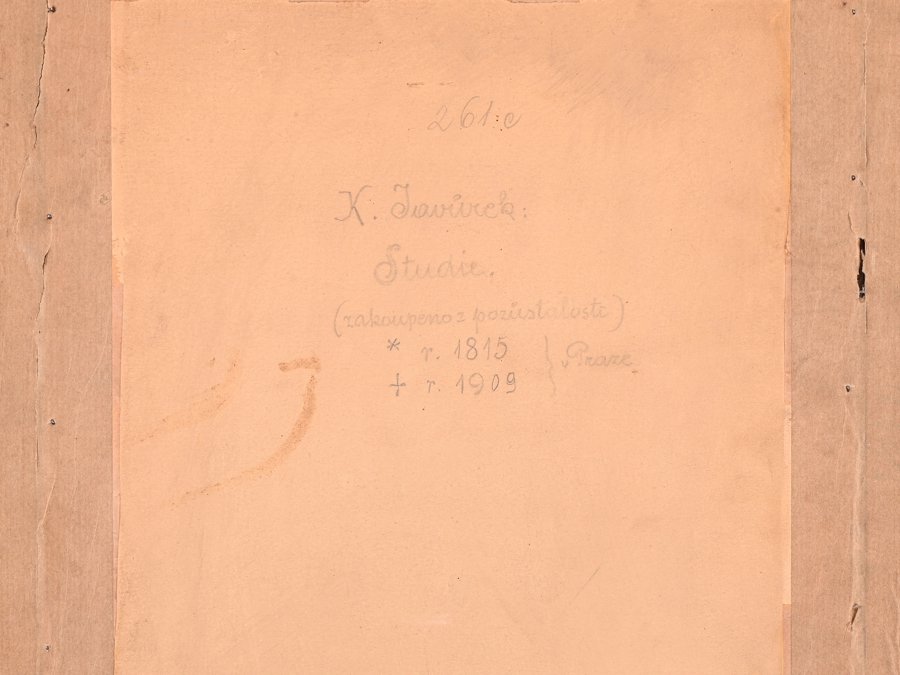 261 c
K. Javůrek:
Studie.
(zakoupeno z pozůstalosti)
* r. 1815
+ r. 1909 } Praze